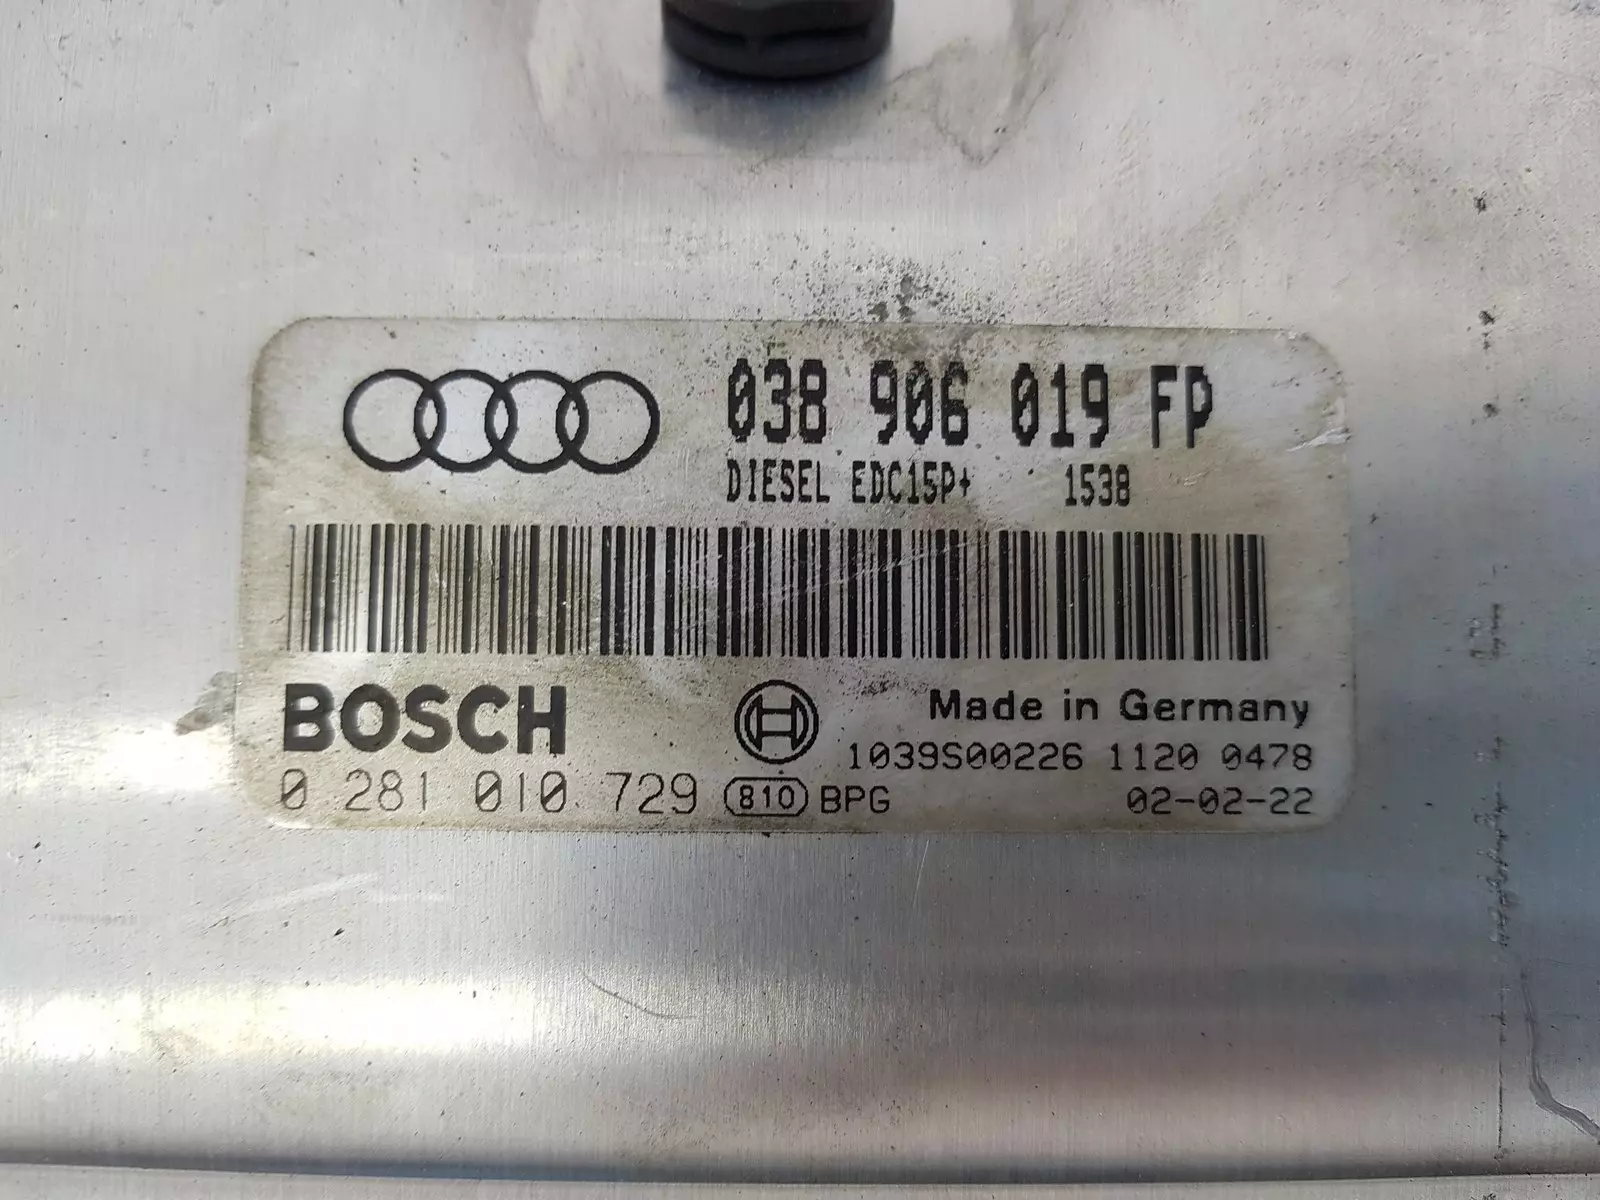 038 906 019 FP
DIESEL EDC15P+ 1538
BOSCH
Made in Germany
1039S00226 1120 0478
0 281 010 729 810 BPG 02-02-22